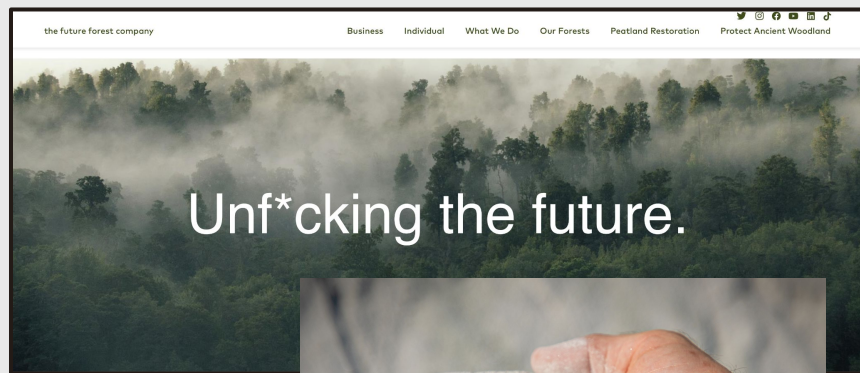 the future forest company
Business Individual What We Do Our Forests Peatland Restoration Protect Ancient Woodland
Unf*cking the future.